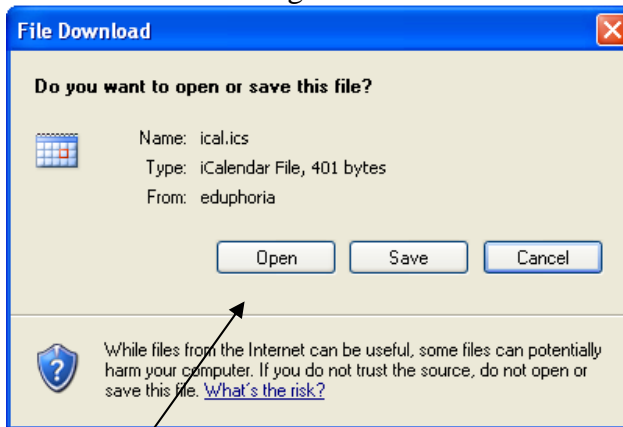 File Download
Do you want to open or save this file?
Name: ical.ics
Type: iCalendar File, 401 bytes
From: eduphoria
Open Save Cancel
While files from the Internet can be useful, some files can potentially
harm your computer. If you do not trust the source, do not open or
save this file. What's the risk?